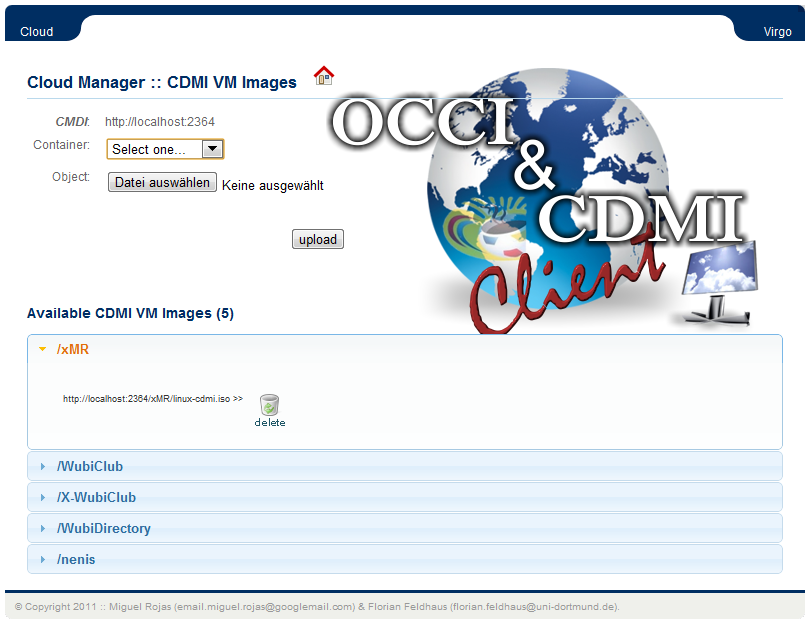 Cloud
Virgo
Cloud Manager :: CDMI VM Images
OCCI
&
CDMI
Client
CMDI: http://localhost:2364
Container: Select one...
Object: Datei auswählen Keine ausgewählt
upload
Available CDMI VM Images (5)
/xMR
http://localhost:2364/xMR/linux-cdmi.iso >>
delete
/WubiClub
/X-WubiClub
/WubiDirectory
/nenis
© Copyright 2011 :: Miguel Rojas (email.miguel.rojas@googlemail.com) & Florian Feldhaus (florian.feldhaus@uni-dortmund.de).